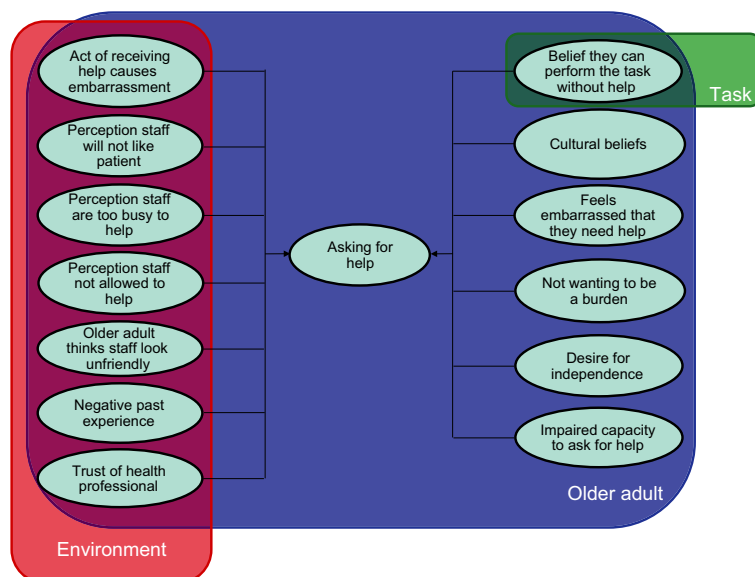 Act of receiving
help causes
embarrassment
Perception staff
will not like
patient
Perception staff
are too busy to
help
Perception staff
not allowed to
help
Older adult
thinks staff look
unfriendly
Negative past
experience
Trust of health
professional
Environment
Asking for
help
Belief they can
perform the task
without help
Task
Cultural beliefs
Feels
embarrassed that
they need help
Not wanting to be
a burden
Desire for
independence
Impaired capacity
to ask for help
Older adult